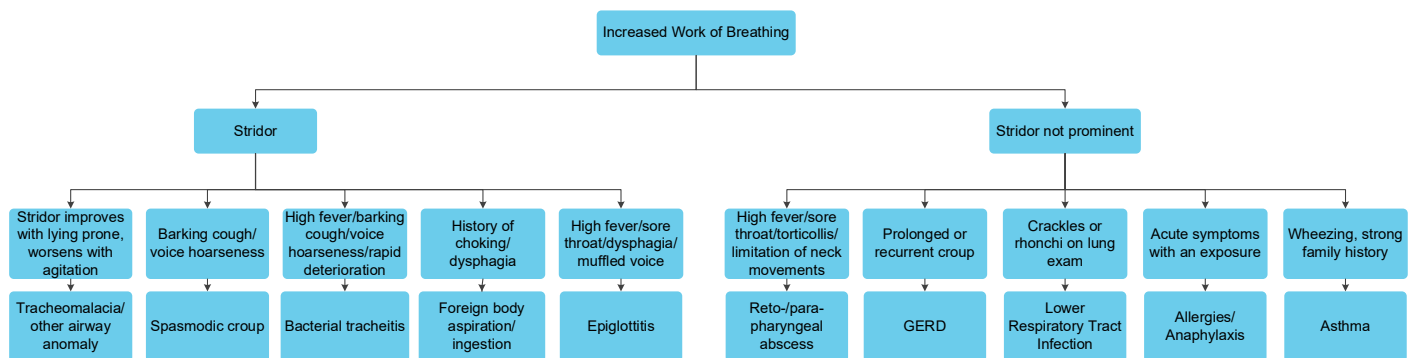 Increased Work of Breathing
Stridor
Stridor not prominent
Stridor improves
with lying prone,
worsens with
agitation
Barking cough/
voice hoarseness
High fever/barking
cough/voice
hoarseness/rapid
deterioration
History of
choking/
dysphagia
High fever/sore
throat/dysphagia/
muffled voice
High fever/sore
throat/torticollis/
limitation of neck
movements
Prolonged or
recurrent croup
Crackles or
rhonchi on lung
exam
Acute symptoms
with an exposure
Wheezing, strong
family history
Tracheomalacia/
other airway
anomaly
Spasmodic croup
Bacterial tracheitis
Foreign body
aspiration/
ingestion
Epiglottitis
Reto-/para-
pharyngeal
abscess
GERD
Lower
Respiratory Tract
Infection
Allergies/
Anaphylaxis
Asthma